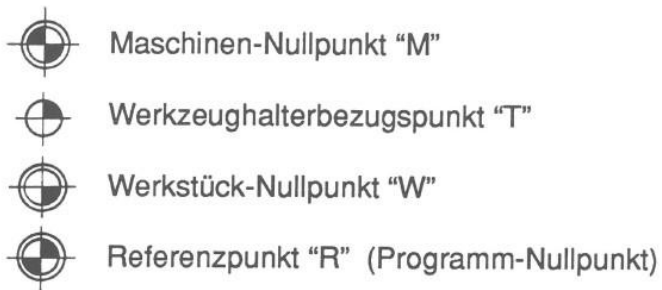 Maschinen-Nullpunkt “M”
Werkzeughalterbezugspunkt “T”
Werkstück-Nullpunkt “W”
Referenzpunkt “R” (Programm-Nullpunkt)